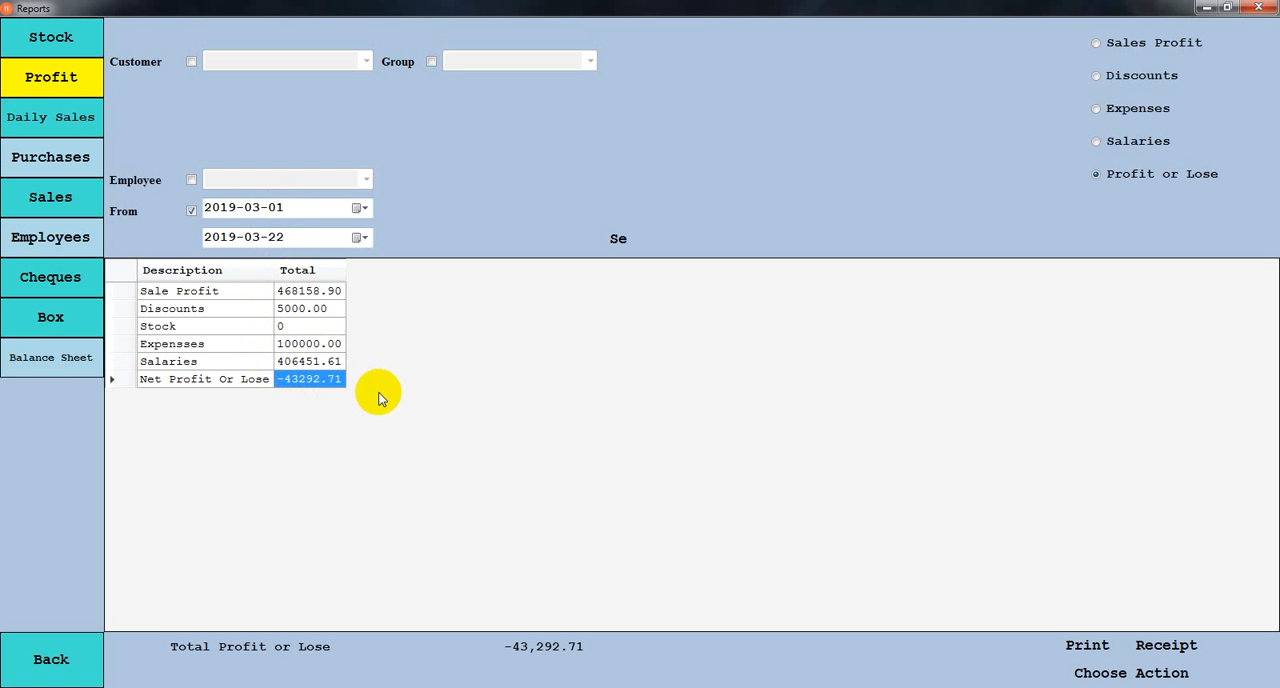 Reports
Stock
Profit
Daily Sales
Purchases
Sales
Employees
Cheques
Box
Balance Sheet
Back
Customer
Group
Employee
From
2019-03-01
2019-03-22
Se
Sales Profit
Discounts
Expenses
Salaries
Profit or Lose
Description Total
Sale Profit 468158.90
Discounts 5000.00
Stock 0
Expensses 100000.00
Salaries 406451.61
Net Profit Or Lose -43292.71
Total Profit or Lose -43,292.71
Print Receipt
Choose Action